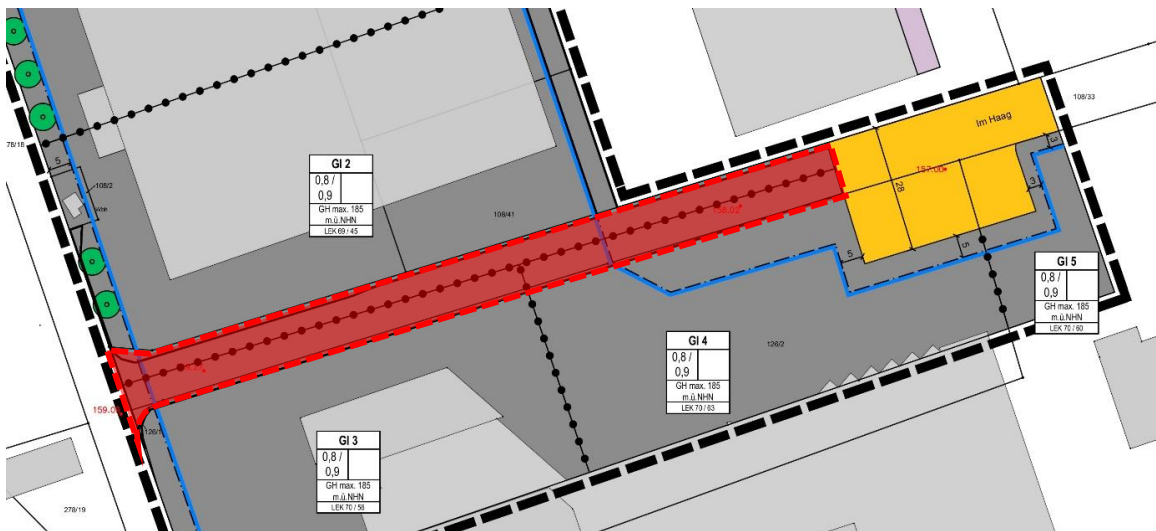 78/18
5
108/2
GI 2
0,8 /
0,9
GH max. 185
m.ü.NHN
LEK 69 / 45
108/41
158.02
Im Haag
157.00
28
108/33
3
3
5
5
GI 5
0,8 /
0,9
GH max. 185
m.ü.NHN
LEK 70 / 60
GI 4
0,8 /
0,9
GH max. 185
m.ü.NHN
LEK 70 / 63
126/2
GI 3
0,8 /
0,9
GH max. 185
m.ü.NHN
LEK 70 / 58
278/19